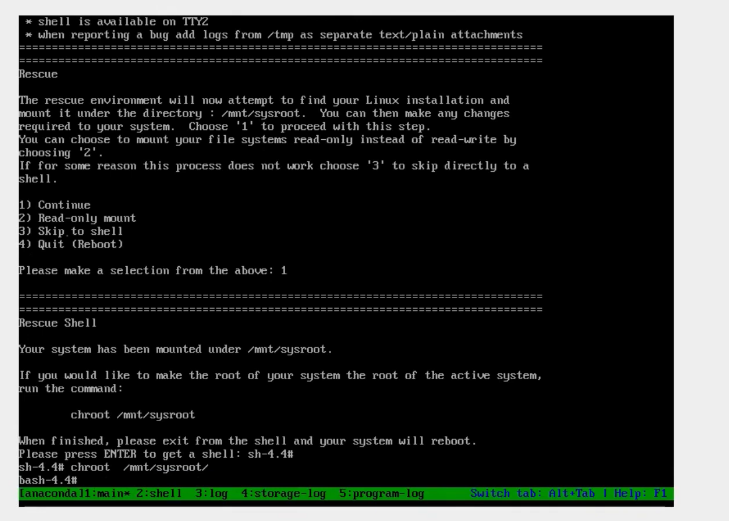 * shell is available on TTY2
* when reporting a bug add logs from /tmp as separate text/plain attachments
================================================================================
================================================================================
Rescue
The rescue environment will now attempt to find your Linux installation and
mount it under the directory : /mnt/sysroot.  You can then make any changes
required to your system.  Choose '1' to proceed with this step.
You can choose to mount your file systems read-only instead of read-write by
choosing '2'.
If for some reason this process does not work choose '3' to skip directly to a
shell.
1) Continue
2) Read-only mount
3) Skip to shell
4) Quit (Reboot)
Please make a selection from the above: 1
================================================================================
================================================================================
Rescue Shell
Your system has been mounted under /mnt/sysroot.
If you would like to make the root of your system the root of the active system,
run the command:
chroot /mnt/sysroot
When finished, please exit from the shell and your system will reboot.
Please press ENTER to get a shell: sh-4.4#
sh-4.4# chroot  /mnt/sysroot/
bash-4.4#
[anaconda]1:main* 2:shell  3:log  4:storage-log  5:program-log    Switch tab: Alt+Tab | Help: F1